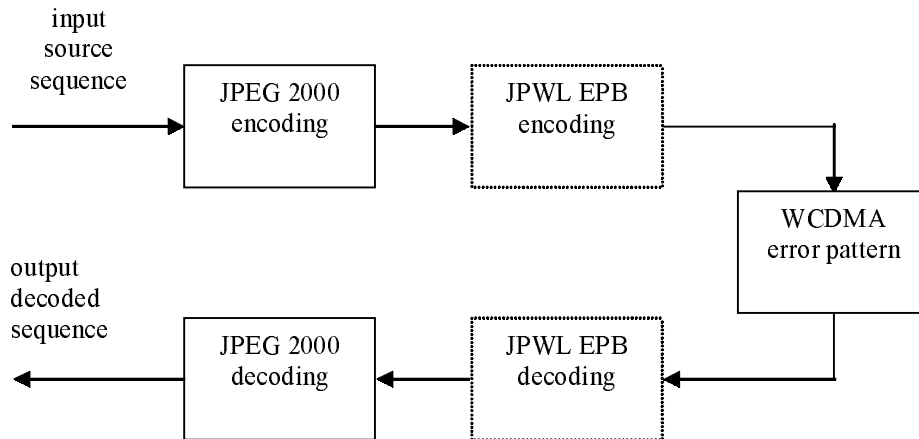 input
source
sequence
JPEG 2000
encoding
JPWL EPB
encoding
WCDMA
error pattern
output
decoded
sequence
JPEG 2000
decoding
JPWL EPB
decoding